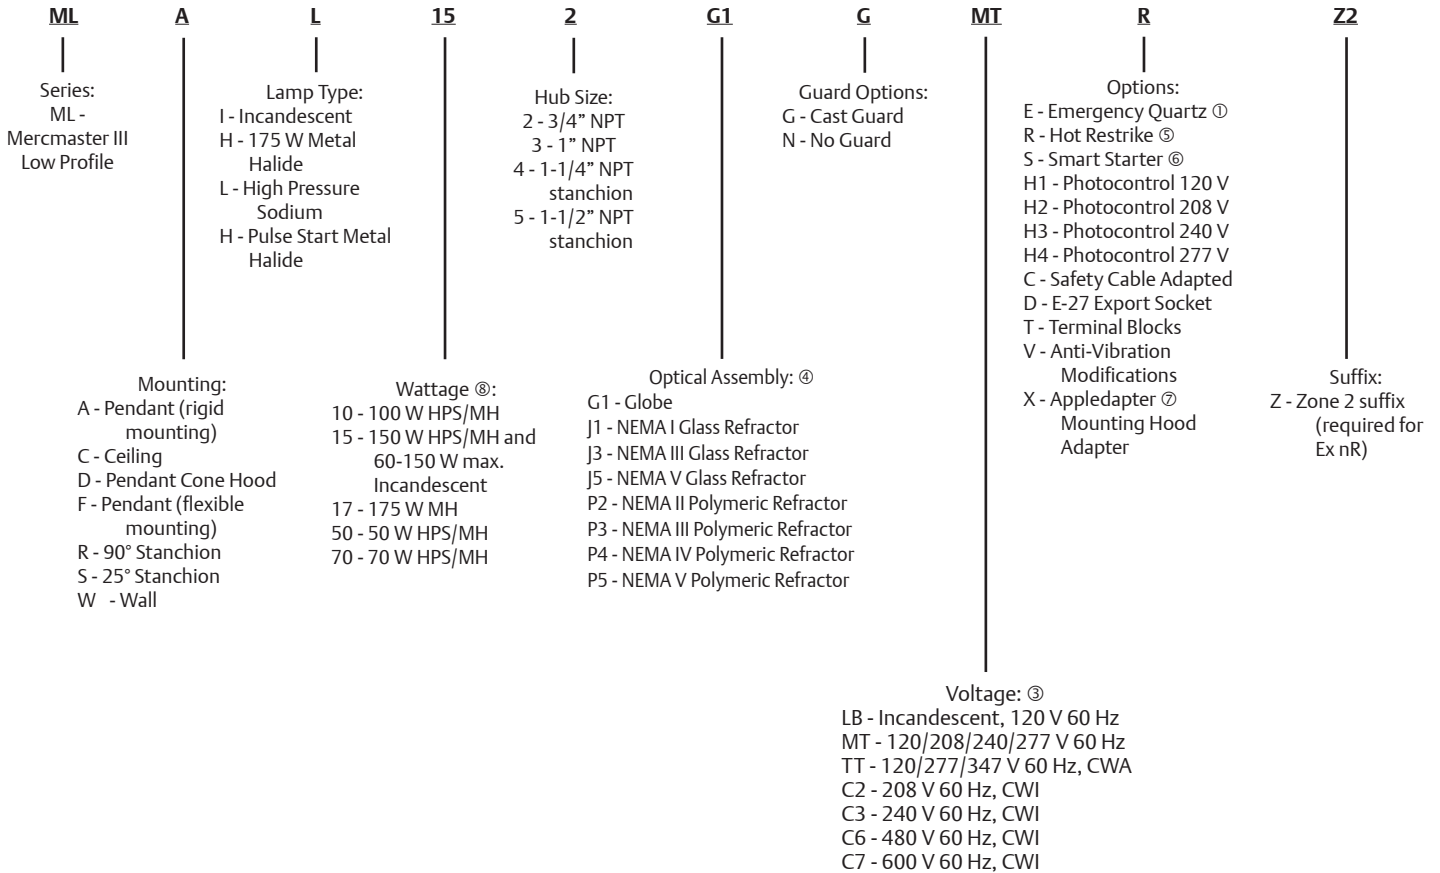 ML A L 15 2 G1 G MT R Z2
Series:
ML -
Mercmaster III
Low Profile
Lamp Type:
I - Incandescent
H - 175 W Metal
Halide
L - High Pressure
Sodium
H - Pulse Start Metal
Halide
Hub Size:
2 - 3/4” NPT
3 - 1” NPT
4 - 1-1/4” NPT
stanchion
5 - 1-1/2” NPT
stanchion
Guard Options:
G - Cast Guard
N - No Guard
Options:
E - Emergency Quartz ①
R - Hot Restrike ⑤
S - Smart Starter ⑥
H1 - Photocontrol 120 V
H2 - Photocontrol 208 V
H3 - Photocontrol 240 V
H4 - Photocontrol 277 V
C - Safety Cable Adapted
D - E-27 Export Socket
T - Terminal Blocks
V - Anti-Vibration
Modifications
X - Appledapter ⑦
Mounting Hood
Adapter
Mounting:
A - Pendant (rigid
mounting)
C - Ceiling
D - Pendant Cone Hood
F - Pendant (flexible
mounting)
R - 90° Stanchion
S - 25° Stanchion
W - Wall
Wattage ⑧:
10 - 100 W HPS/MH
15 - 150 W HPS/MH and
60-150 W max.
Incandescent
17 - 175 W MH
50 - 50 W HPS/MH
70 - 70 W HPS/MH
Optical Assembly: ④
G1 - Globe
J1 - NEMA I Glass Refractor
J3 - NEMA III Glass Refractor
J5 - NEMA V Glass Refractor
P2 - NEMA II Polymeric Refractor
P3 - NEMA III Polymeric Refractor
P4 - NEMA IV Polymeric Refractor
P5 - NEMA V Polymeric Refractor
Suffix:
Z - Zone 2 suffix
(required for
Ex nR)
Voltage: ③
LB - Incandescent, 120 V 60 Hz
MT - 120/208/240/277 V 60 Hz
TT - 120/277/347 V 60 Hz, CWA
C2 - 208 V 60 Hz, CWI
C3 - 240 V 60 Hz, CWI
C6 - 480 V 60 Hz, CWI
C7 - 600 V 60 Hz, CWI